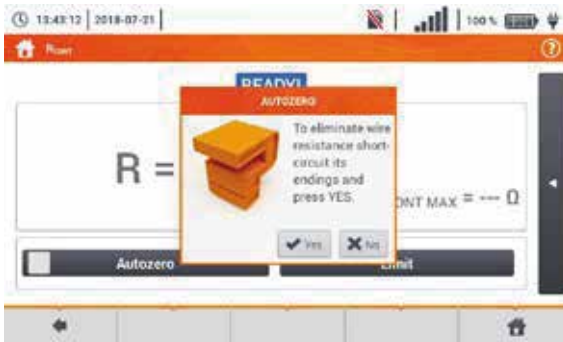 13:43:12 2018-07-21 100 %
RCONT
READY!
AUTOZERO
To eliminate wire
resistance short-
circuit its
endings and
press YES.
R =
CONT MAX = --- Ω
Yes No
Autozero Limit